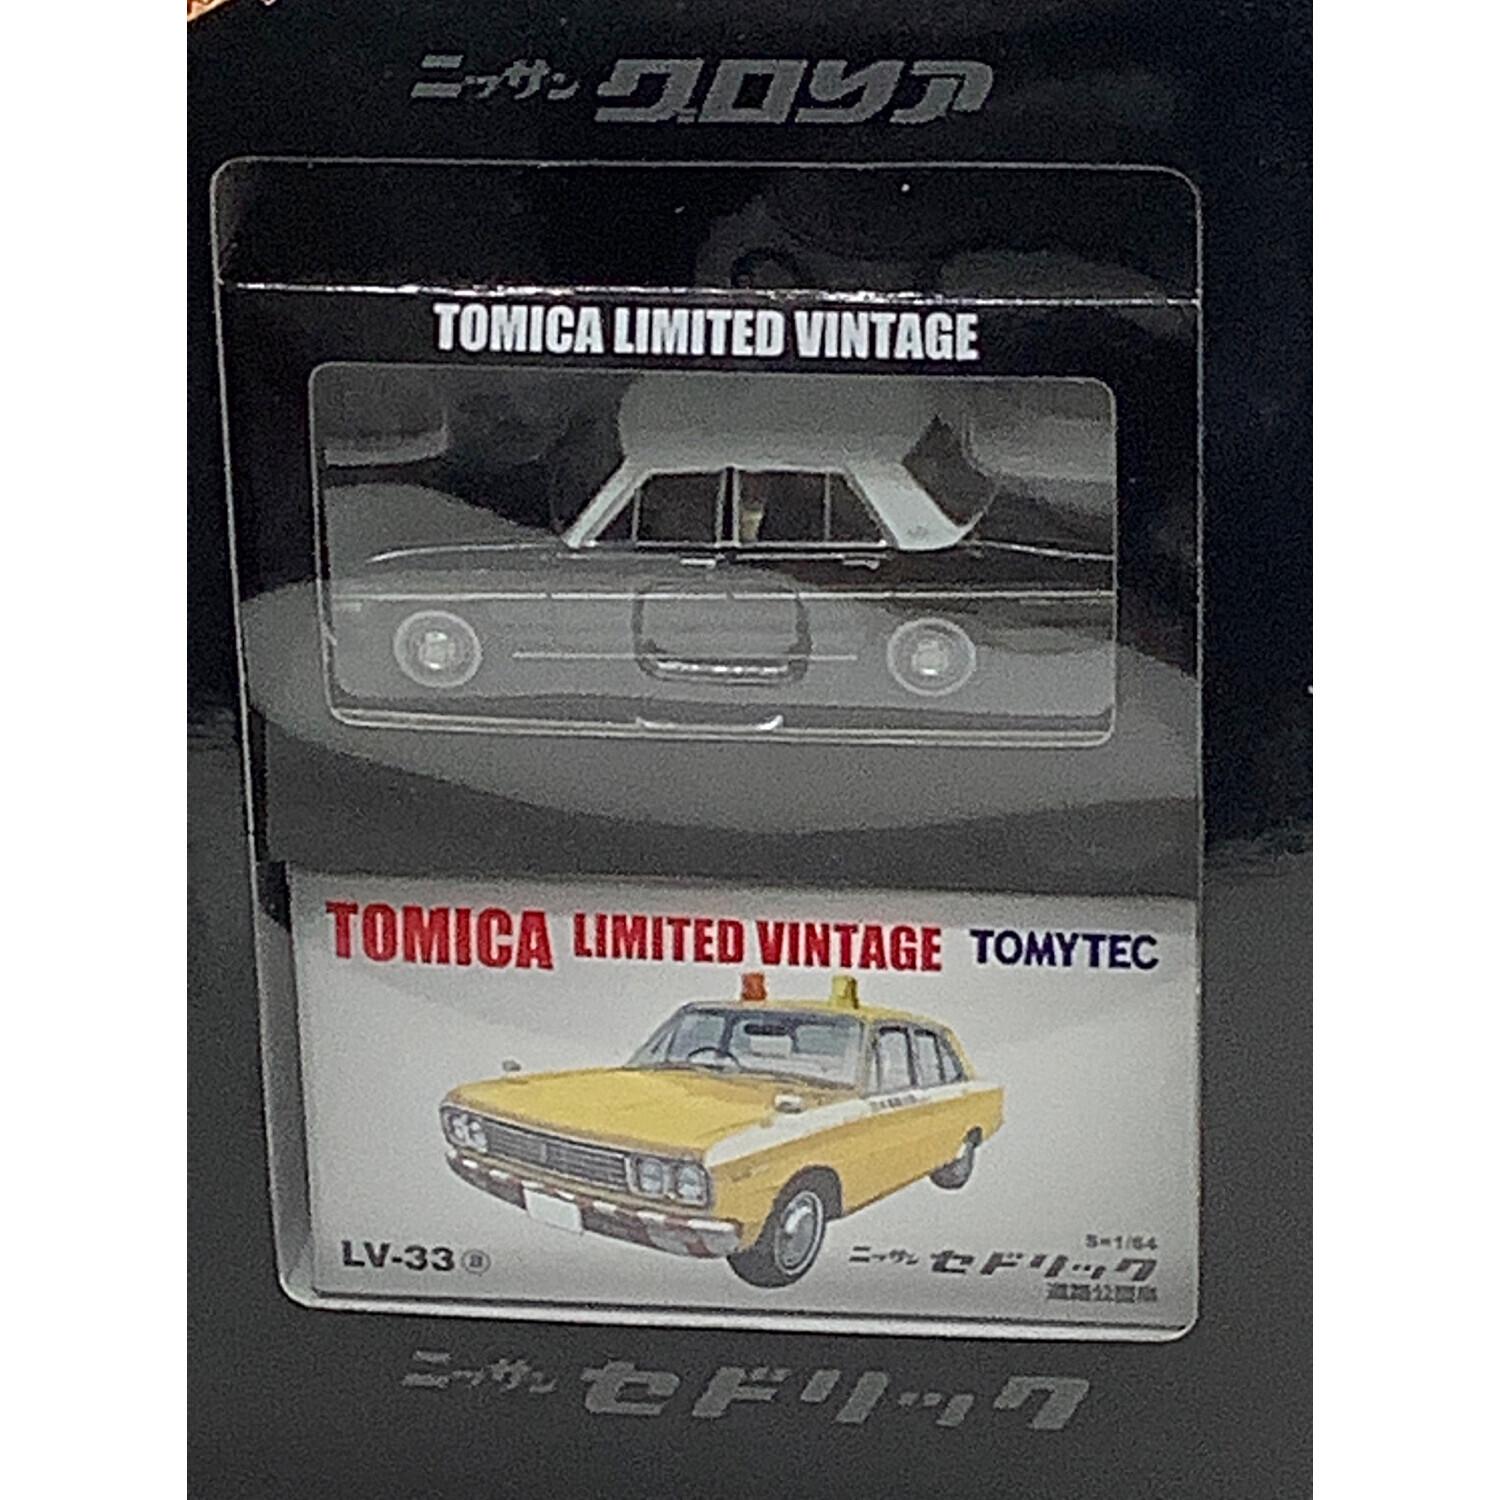 ニッサン グロリア
TOMICA LIMITED VINTAGE
TOMICA LIMITED VINTAGE TOMYTEC
LV-33 ⓐ
S=1/64
ニッサン セドリック
道路公団車
ニッサン セドリック